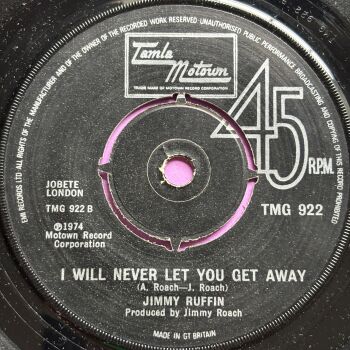 EMI RECORDS LTD ALL RIGHTS OF THE MANUFACTURER AND OF THE OWNER OF THE RECORDED WORK RESERVED UNAUTHORISED PUBLIC PERFORMANCE BROADCASTING AND COPYING OF THIS RECORD PROHIBITED
Tamla
Motown
TRADE MARK OF MOTOWN RECORD CORPORATION
45
RPM.
JOBETE
LONDON
TMG 922 B
TMG 922
℗1974
Motown Record
Corporation
I WILL NEVER LET YOU GET AWAY
(A. Roach—J. Roach)
JIMMY RUFFIN
Produced by Jimmy Roach
MADE IN GT BRITAIN